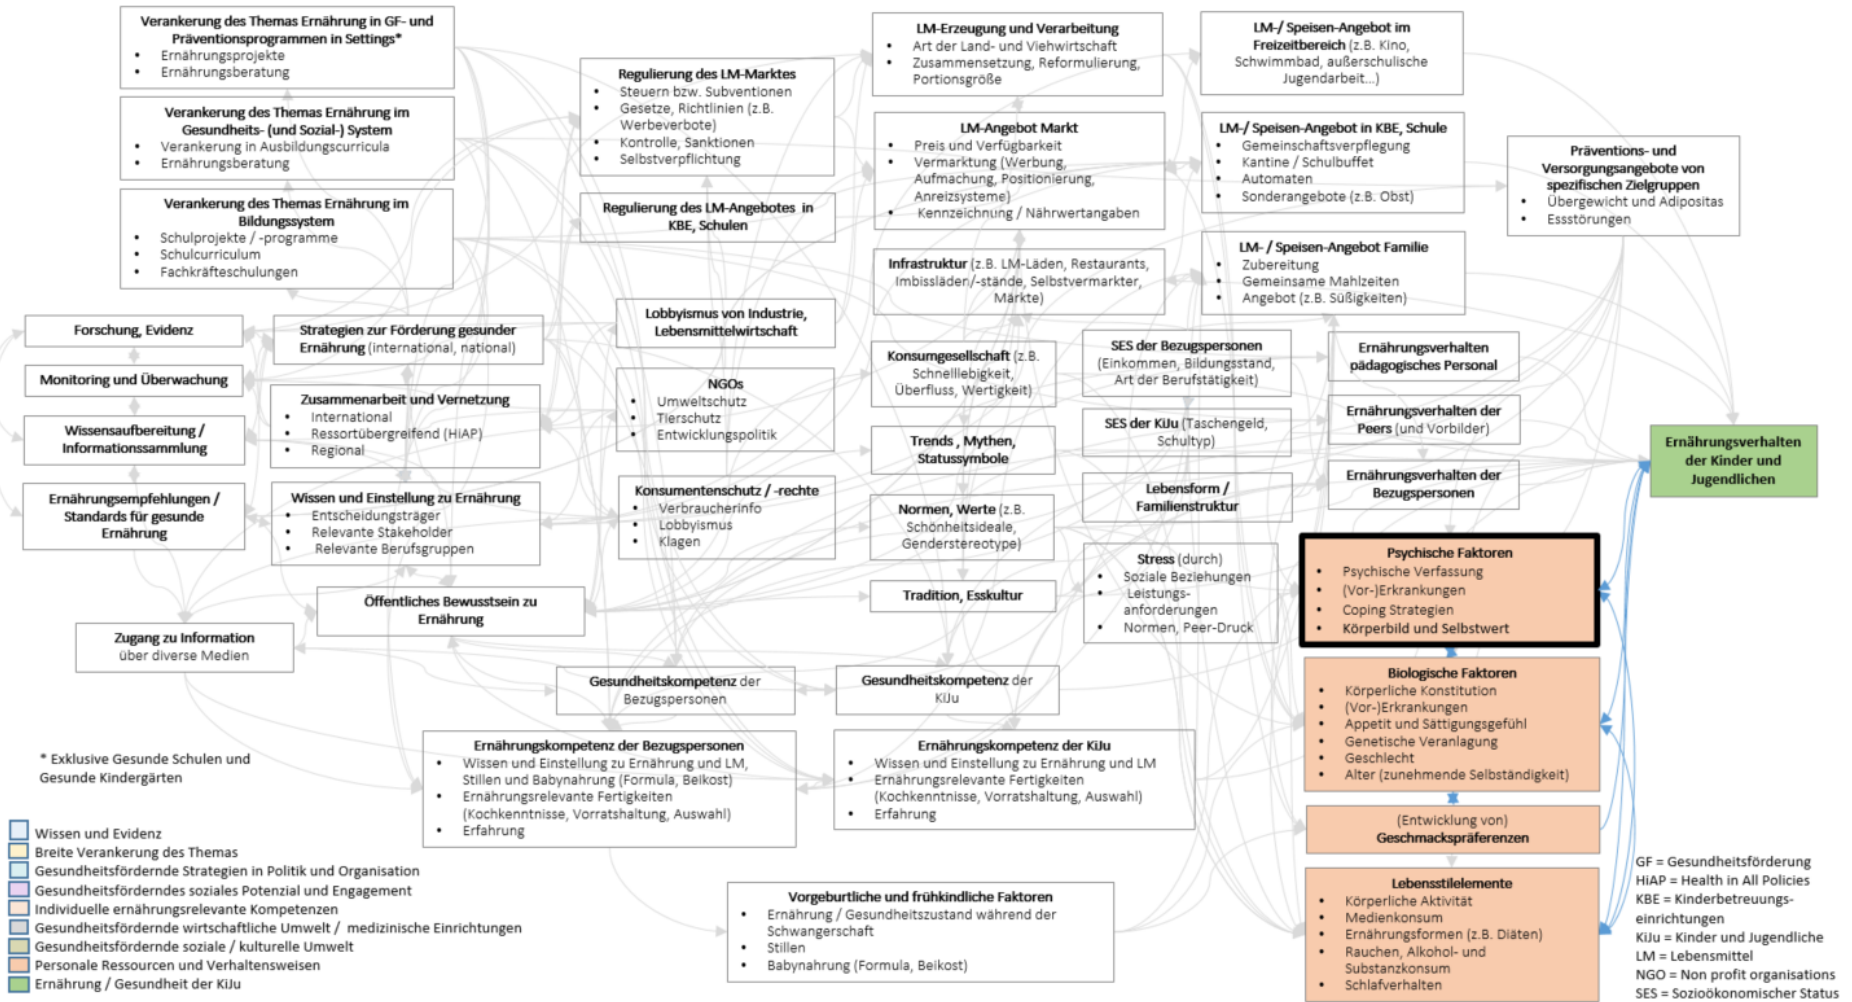 Verankerung des Themas Ernährung in GF- und
Präventionsprogrammen in Settings*
• Ernährungsprojekte
• Ernährungsberatung
Verankerung des Themas Ernährung im
Gesundheits- (und Sozial-) System
• Verankerung in Ausbildungscurricula
• Ernährungsberatung
Verankerung des Themas Ernährung im
Bildungssystem
• Schulprojekte / -programme
• Schulcurriculum
• Fachkräfteschulungen
Forschung, Evidenz
Monitoring und Überwachung
Wissensaufbereitung /
Informationssammlung
Ernährungsempfehlungen /
Standards für gesunde
Ernährung
Zugang zu Information
über diverse Medien
Strategien zur Förderung gesunder
Ernährung (international, national)
Zusammenarbeit und Vernetzung
• International
• Ressortübergreifend (HiAP)
• Regional
Wissen und Einstellung zu Ernährung
• Entscheidungsträger
• Relevante Stakeholder
• Relevante Berufsgruppen
Öffentliches Bewusstsein zu
Ernährung
Regulierung des LM-Marktes
• Steuern bzw. Subventionen
• Gesetze, Richtlinien (z.B.
Werbeverbote)
• Kontrolle, Sanktionen
• Selbstverpflichtung
Regulierung des LM-Angebotes in
KBE, Schulen
Lobbyismus von Industrie,
Lebensmittelwirtschaft
NGOs
• Umweltschutz
• Tierschutz
• Entwicklungspolitik
Konsumentenschutz / -rechte
• Verbraucherinfo
• Lobbyismus
• Klagen
Gesundheitskompetenz der
Bezugspersonen
Gesundheitskompetenz der
KiJu
Ernährungskompetenz der Bezugspersonen
• Wissen und Einstellung zu Ernährung und LM,
Stillen und Babynahrung (Formula, Beikost)
• Ernährungsrelevante Fertigkeiten
(Kochkenntnisse, Vorratshaltung, Auswahl)
• Erfahrung
Ernährungskompetenz der KiJu
• Wissen und Einstellung zu Ernährung und LM
• Ernährungsrelevante Fertigkeiten
(Kochkenntnisse, Vorratshaltung, Auswahl)
• Erfahrung
Vorgeburtliche und frühkindliche Faktoren
• Ernährung / Gesundheitszustand während der
Schwangerschaft
• Stillen
• Babynahrung (Formula, Beikost)
LM-Erzeugung und Verarbeitung
• Art der Land- und Viehwirtschaft
• Zusammensetzung, Reformulierung,
Portionsgröße
LM-Angebot Markt
• Preis und Verfügbarkeit
• Vermarktung (Werbung,
Aufmachung, Positionierung,
Anreizsysteme)
• Kennzeichnung / Nährwertangaben
Infrastruktur (z.B. LM-Läden, Restaurants,
Imbissläden/-stände, Selbstvermarkter,
Märkte)
Konsumgesellschaft (z.B.
Schnelllebigkeit,
Überfluss, Wertigkeit)
Trends , Mythen,
Statussymbole
Normen, Werte (z.B.
Schönheitsideale,
Genderstereotype)
Tradition, Esskultur
SES der Bezugspersonen
(Einkommen, Bildungsstand,
Art der Berufstätigkeit)
SES der KiJu (Taschengeld,
Schultyp)
Lebensform /
Familienstruktur
Stress (durch)
• Soziale Beziehungen
• Leistungs-
anforderungen
• Normen, Peer-Druck
LM-/ Speisen-Angebot im
Freizeitbereich (z.B. Kino,
Schwimmbad, außerschulische
Jugendarbeit...)
LM-/ Speisen-Angebot in KBE, Schule
• Gemeinschaftsverpflegung
• Kantine / Schulbuffet
• Automaten
• Sonderangebote (z.B. Obst)
LM- / Speisen-Angebot Familie
• Zubereitung
• Gemeinsame Mahlzeiten
• Angebot (z.B. Süßigkeiten)
Präventions- und
Versorgungsangebote von
spezifischen Zielgruppen
• Übergewicht und Adipositas
• Essstörungen
Ernährungsverhalten
pädagogisches Personal
Ernährungsverhalten der
Peers (und Vorbilder)
Ernährungsverhalten der
Bezugspersonen
Ernährungsverhalten
der Kinder und
Jugendlichen
Psychische Faktoren
• Psychische Verfassung
• (Vor-)Erkrankungen
• Coping Strategien
• Körperbild und Selbstwert
Biologische Faktoren
• Körperliche Konstitution
• (Vor-)Erkrankungen
• Appetit und Sättigungsgefühl
• Genetische Veranlagung
• Geschlecht
• Alter (zunehmende Selbständigkeit)
(Entwicklung von)
Geschmackspräferenzen
Lebensstilelemente
• Körperliche Aktivität
• Medienkonsum
• Ernährungsformen (z.B. Diäten)
• Rauchen, Alkohol- und
Substanzkonsum
• Schlafverhalten
* Exklusive Gesunde Schulen und
Gesunde Kindergärten
Wissen und Evidenz
Breite Verankerung des Themas
Gesundheitsfördernde Strategien in Politik und Organisation
Gesundheitsförderndes soziales Potenzial und Engagement
Individuelle ernährungsrelevante Kompetenzen
Gesundheitsfördernde wirtschaftliche Umwelt / medizinische Einrichtungen
Gesundheitsfördernde soziale / kulturelle Umwelt
Personale Ressourcen und Verhaltensweisen
Ernährung / Gesundheit der KiJu
GF = Gesundheitsförderung
HiAP = Health in All Policies
KBE = Kinderbetreuungs-
einrichtungen
KiJu = Kinder und Jugendliche
LM = Lebensmittel
NGO = Non profit organisations
SES = Sozioökonomischer Status